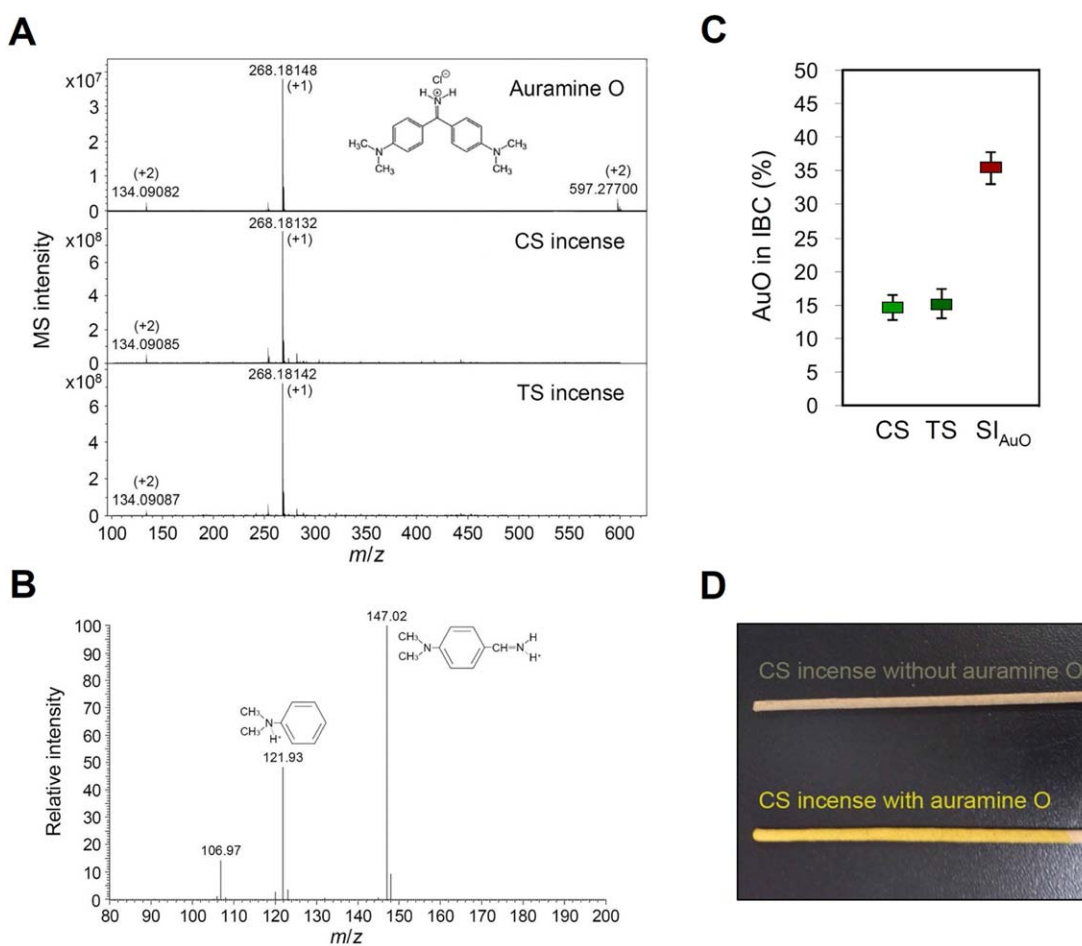 A
x10⁷
3
2
1
0
268.18148
(+1)
Auramine O
Cl⊖
H N⊕ H
H₃C
N
CH₃
CH₃
N
CH₃
(+2)
134.09082
(+2)
597.27700
MS intensity
x10⁸
6
4
2
0
268.18132
(+1)
CS incense
(+2)
134.09085
x10⁸
6
4
2
0
268.18142
(+1)
TS incense
(+2)
134.09087
100 150 200 250 300 350 400 450 500 550 600
m/z
B
Relative intensity
100
90
80
70
60
50
40
30
20
10
0
147.02
CH₃
N
CH₃
CH=N
H
H⁺
CH₃
N
CH₃
H⁺
121.93
106.97
80 90 100 110 120 130 140 150 160 170 180 190 200
m/z
C
AuO in IBC (%)
50
45
40
35
30
25
20
15
10
5
0
CS TS SI_AuO
D
CS incense without auramine O
CS incense with auramine O